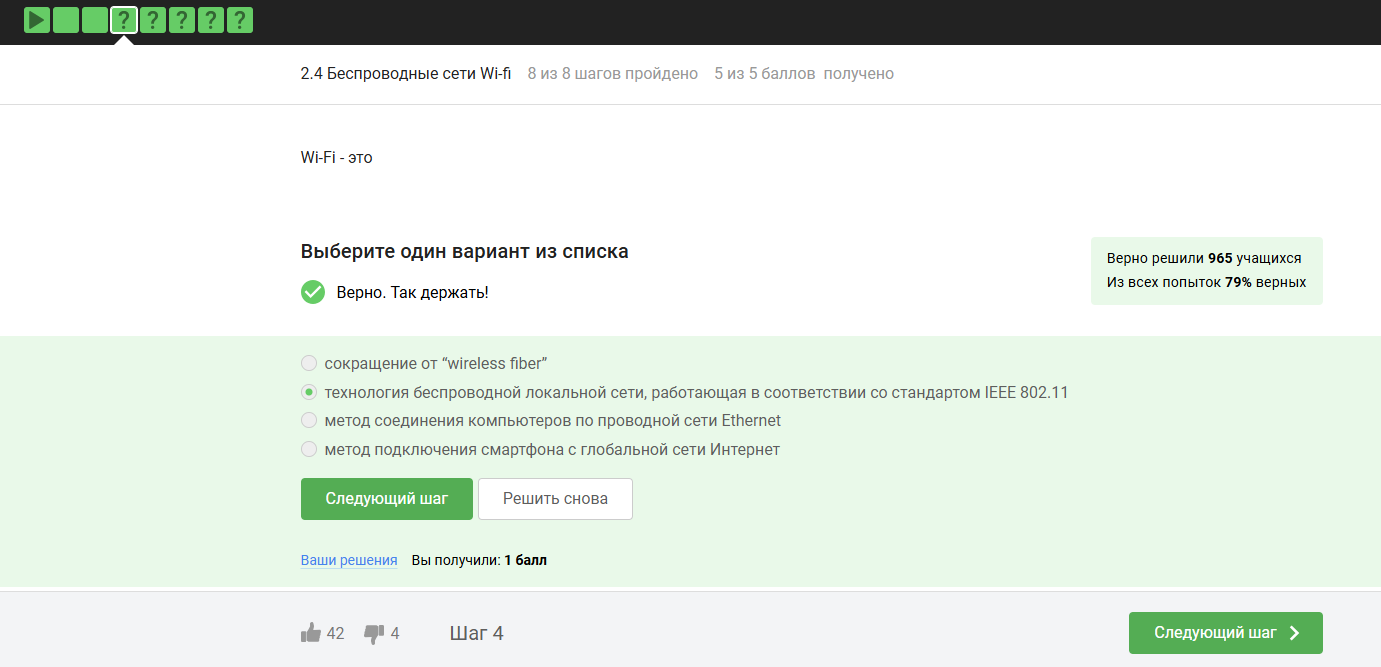 ? ? ? ? ?
2.4 Беспроводные сети Wi-fi 8 из 8 шагов пройдено 5 из 5 баллов получено
Wi-Fi - это
Выберите один вариант из списка
Верно. Так держать!
Верно решили 965 учащихся
Из всех попыток 79% верных
сокращение от “wireless fiber”
технология беспроводной локальной сети, работающая в соответствии со стандартом IEEE 802.11
метод соединения компьютеров по проводной сети Ethernet
метод подключения смартфона с глобальной сети Интернет
Следующий шаг Решить снова
Ваши решения Вы получили: 1 балл
42 4 Шаг 4 Следующий шаг